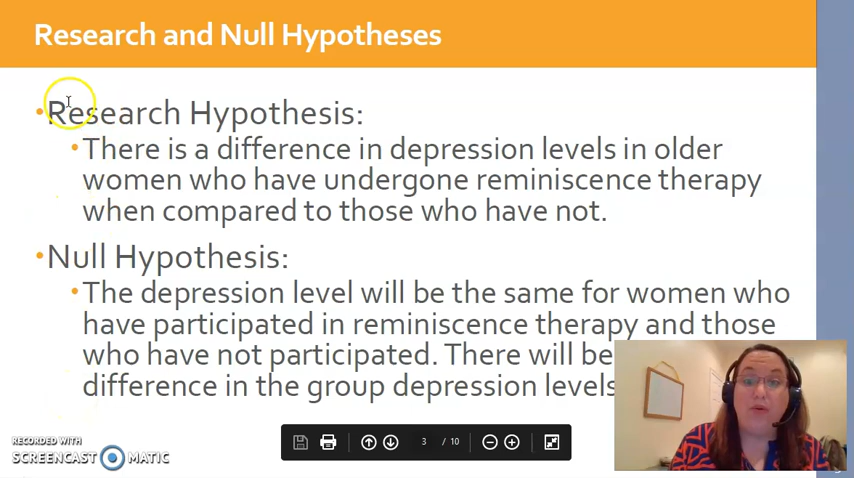 Research and Null Hypotheses
•Research Hypothesis:
•There is a difference in depression levels in older
women who have undergone reminiscence therapy
when compared to those who have not.
•Null Hypothesis:
•The depression level will be the same for women who
have participated in reminiscence therapy and those
who have not participated. There will be
difference in the group depression levels
RECORDED WITH
SCREENCAST MATIC
3 / 10